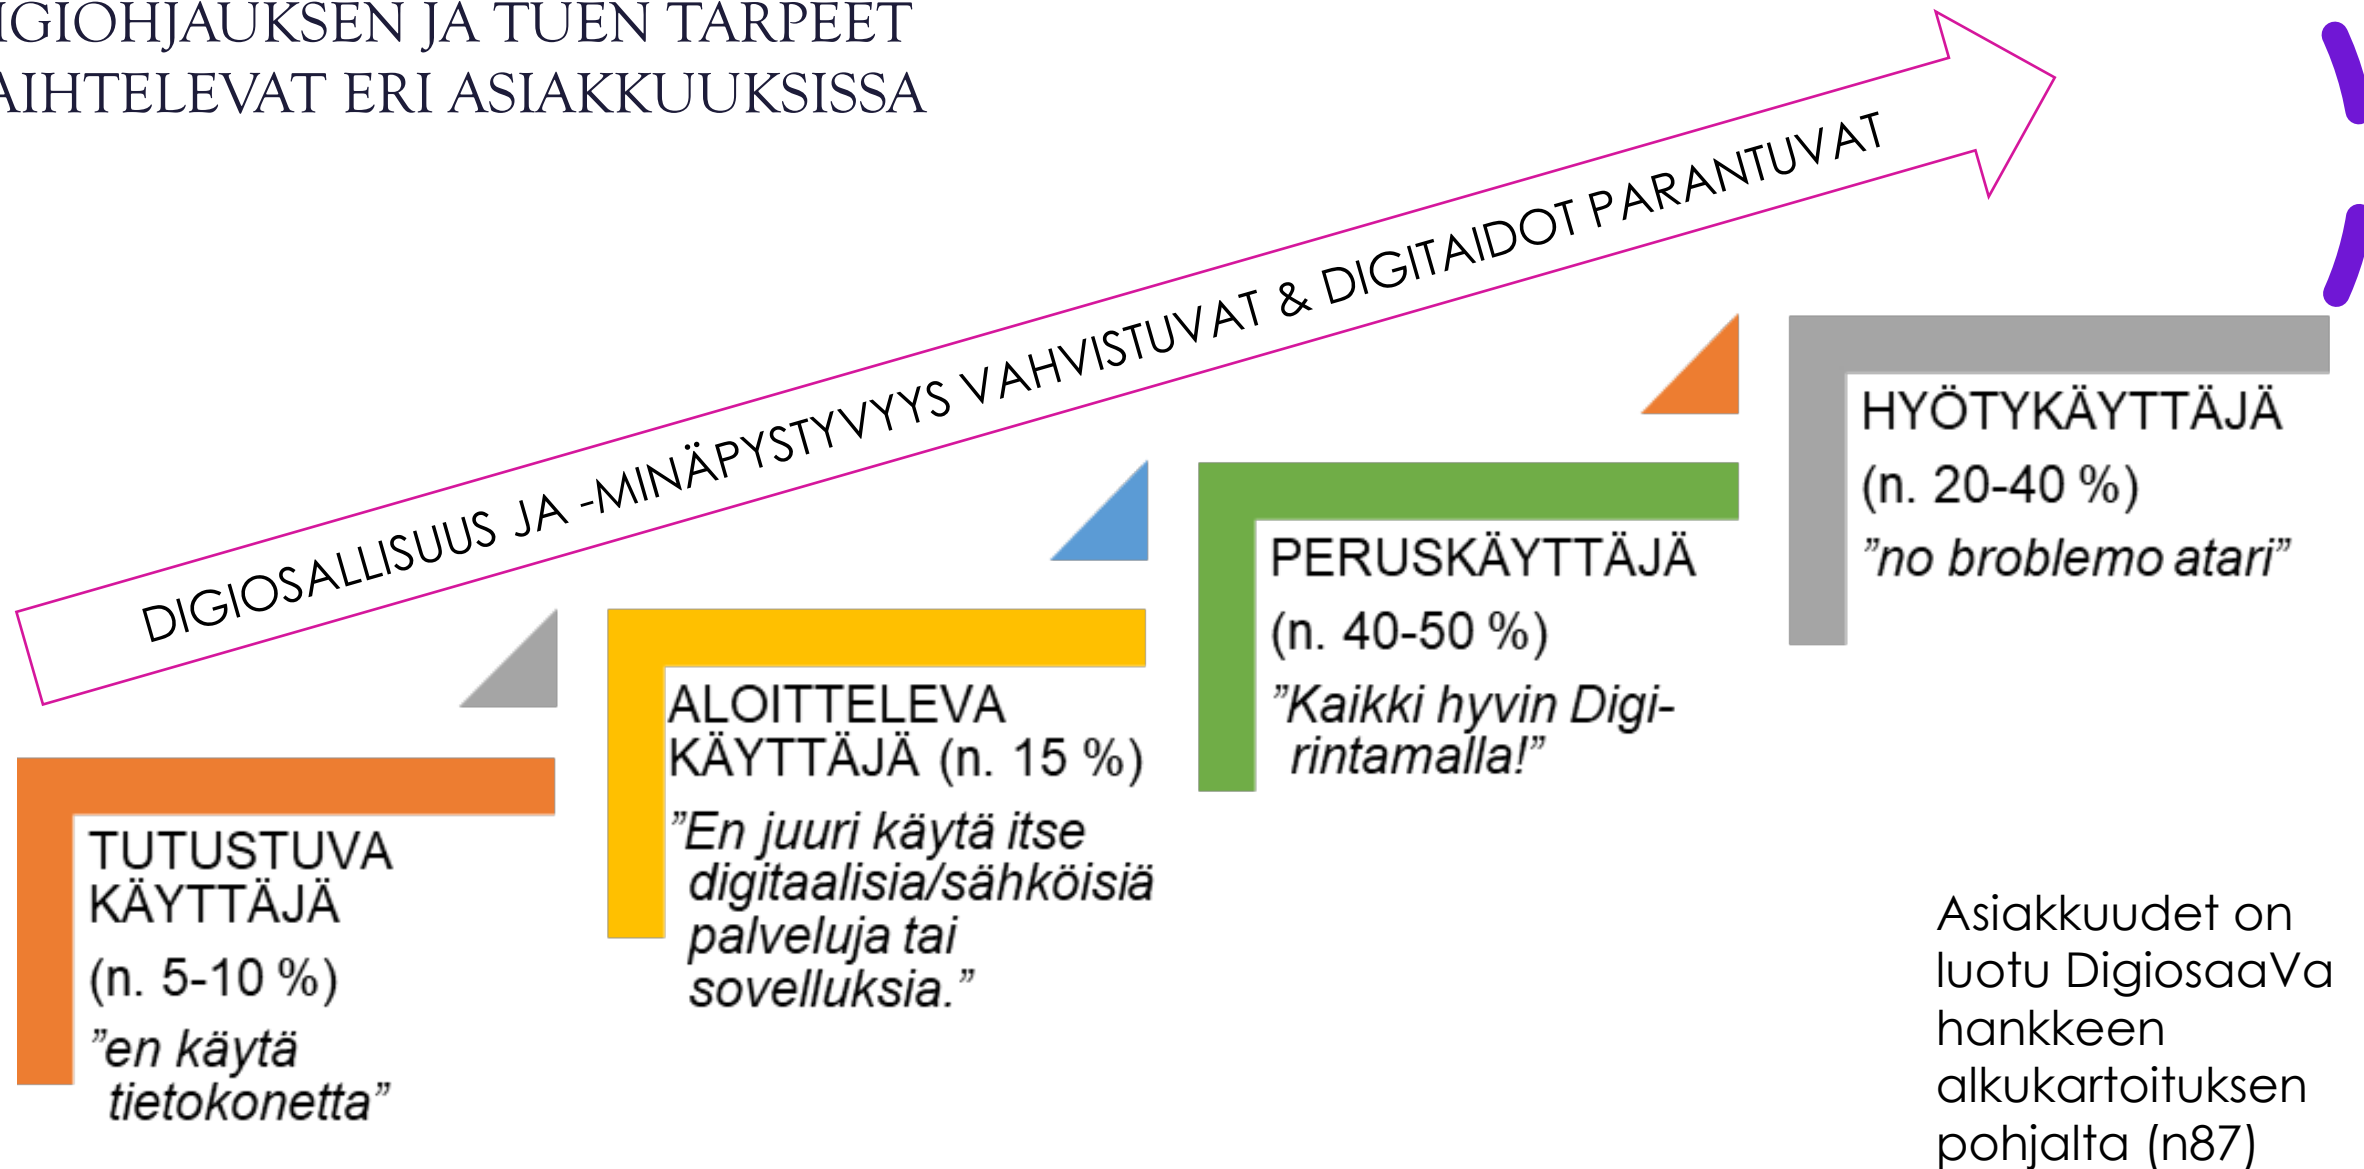 IGIOHJAUKSEN JA TUEN TARPEET
AIHTELEVAT ERI ASIAKKUUKSISSA
DIGIOSALLISUUS JA -MINÄPYSTYVYYS VAHVISTUVAT & DIGITAIDOT PARANTUVAT
TUTUSTUVA
KÄYTTÄJÄ
(n. 5-10 %)
"en käytä
tietokonetta”
ALOITTELEVA
KÄYTTÄJÄ (n. 15 %)
”En juuri käytä itse
digitaalisia/sähköisiä
palveluja tai
sovelluksia.”
PERUSKÄYTTÄJÄ
(n. 40-50 %)
”Kaikki hyvin Digi-
rintamalla!”
HYÖTYKÄYTTÄJÄ
(n. 20-40 %)
”no broblemo atari”
Asiakkuudet on
luotu DigiosaaVa
hankkeen
alkukartoituksen
pohjalta (n87)